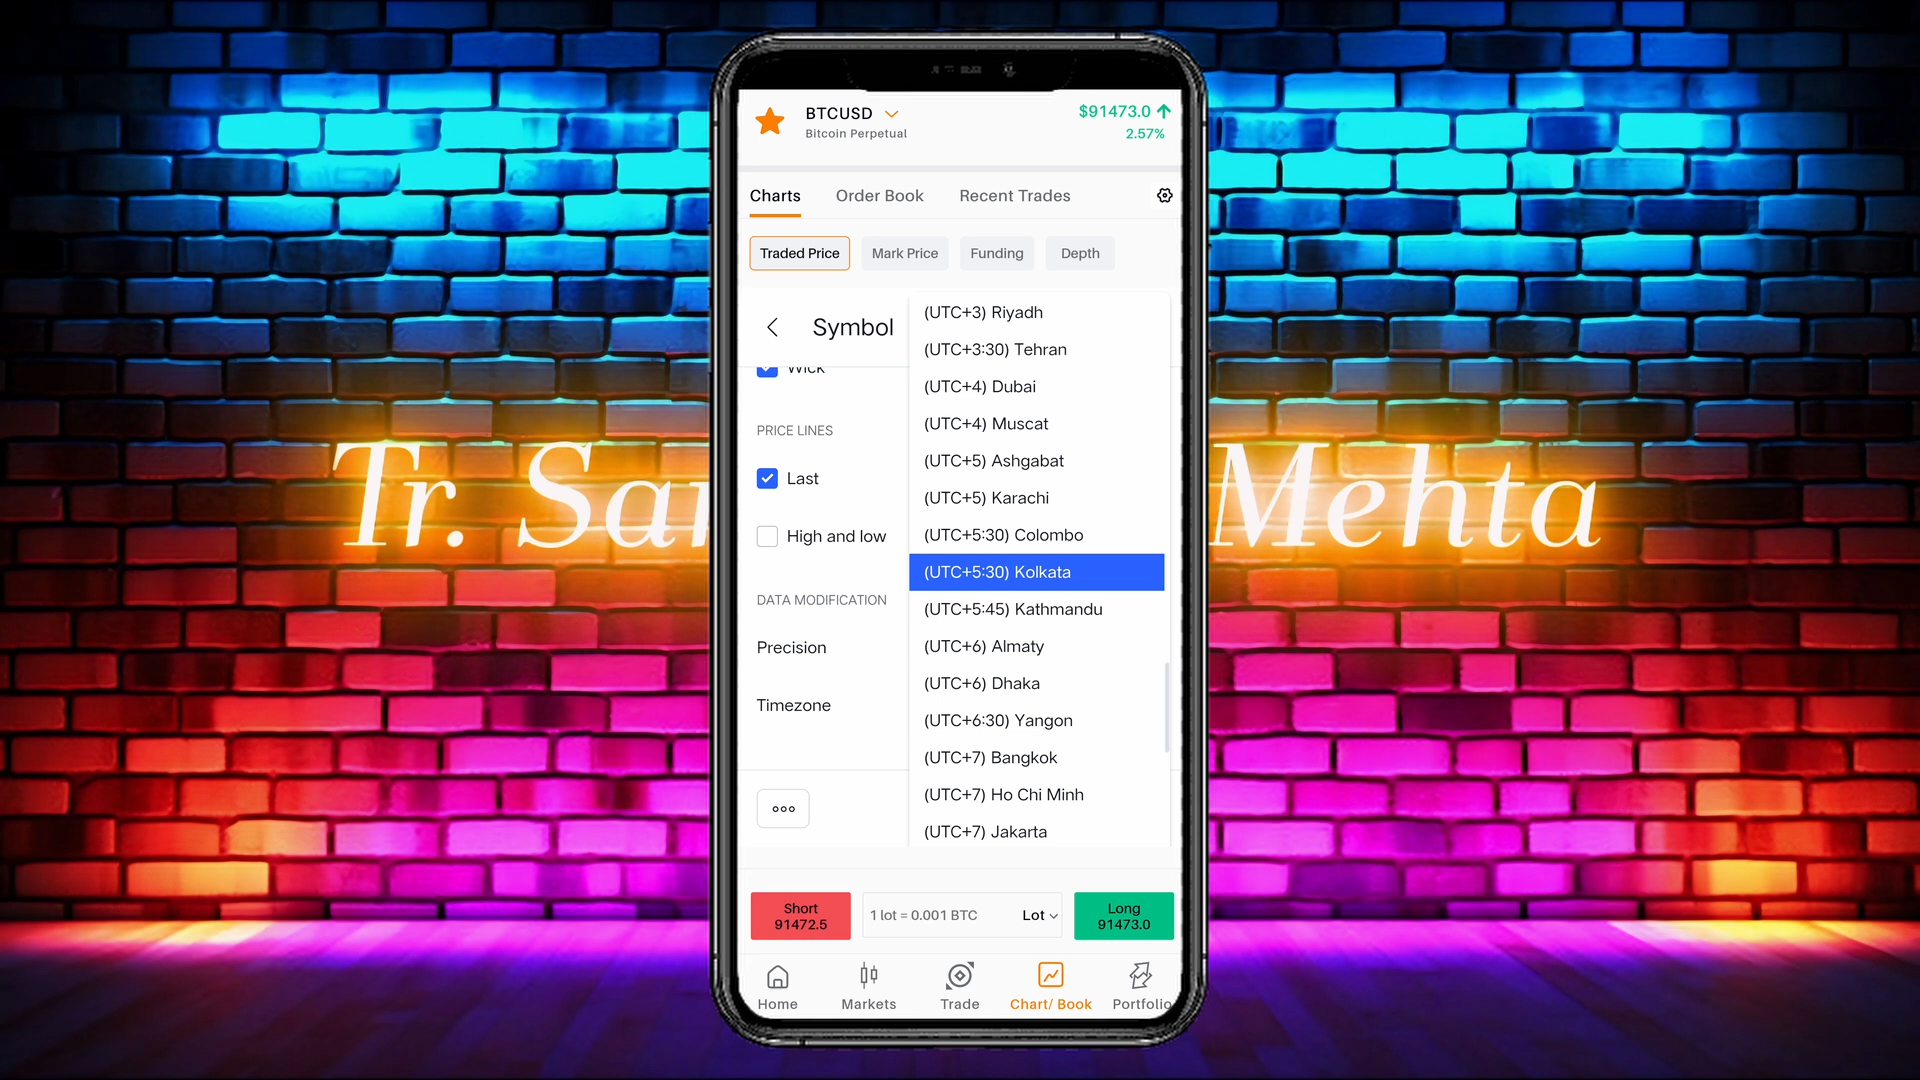 BTCUSD
$91473.0
Bitcoin Perpetual
2.57%
Charts
Order Book
Recent Trades
Traded Price
Mark Price
Funding
Depth
Symbol
Wick
PRICE LINES
Last
High and low
DATA MODIFICATION
Precision
Timezone
(UTC+3) Riyadh
(UTC+3:30) Tehran
(UTC+4) Dubai
(UTC+4) Muscat
(UTC+5) Ashgabat
(UTC+5) Karachi
(UTC+5:30) Colombo
(UTC+5:30) Kolkata
(UTC+5:45) Kathmandu
(UTC+6) Almaty
(UTC+6) Dhaka
(UTC+6:30) Yangon
(UTC+7) Bangkok
(UTC+7) Ho Chi Minh
(UTC+7) Jakarta
Tr. Sa
Mehta
Short
91472.5
1 lot = 0.001 BTC
Lot
Long
91473.0
Home
Markets
Trade
Chart/ Book
Portfolio